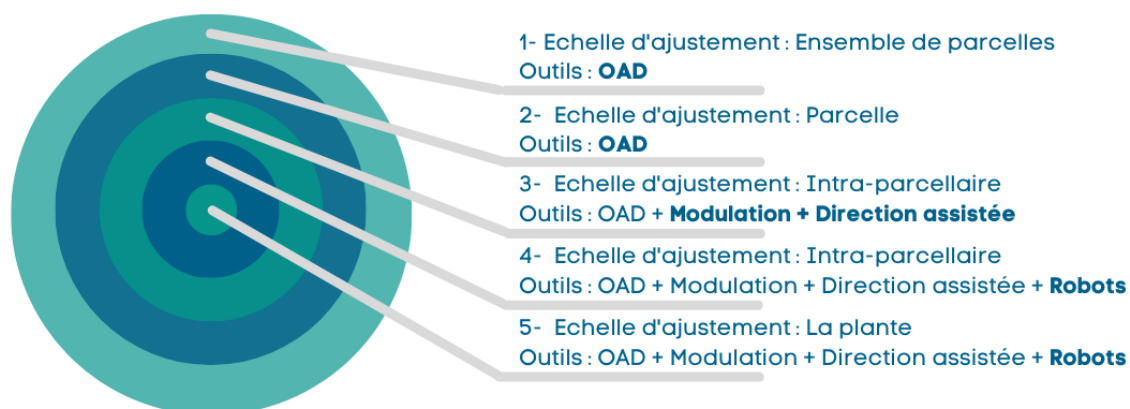 1- Echelle d'ajustement : Ensemble de parcelles
Outils : OAD
2- Echelle d'ajustement : Parcelle
Outils : OAD
3- Echelle d'ajustement : Intra-parcellaire
Outils : OAD + Modulation + Direction assistée
4- Echelle d'ajustement : Intra-parcellaire
Outils : OAD + Modulation + Direction assistée + Robots
5- Echelle d'ajustement : La plante
Outils : OAD + Modulation + Direction assistée + Robots